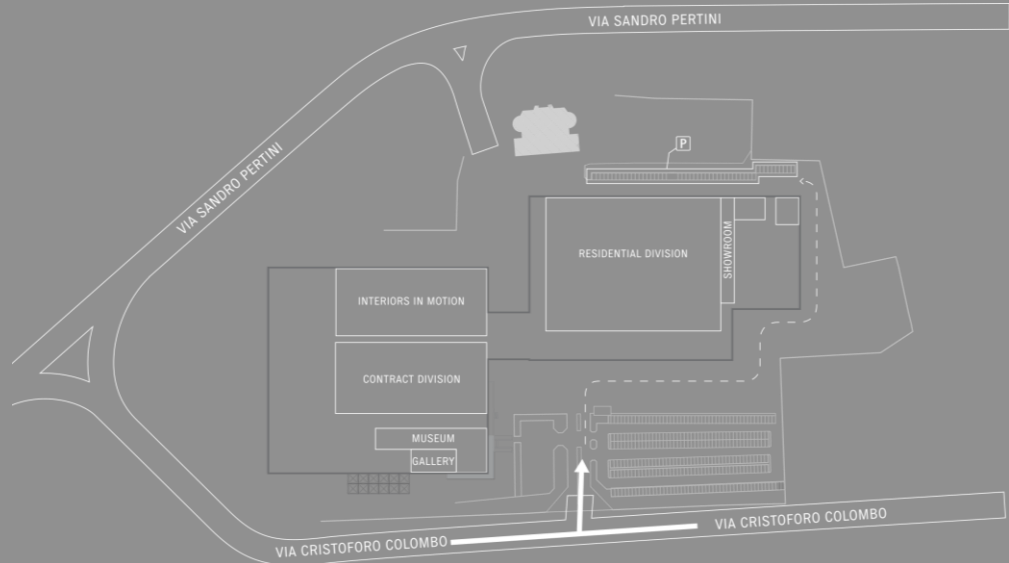 VIA SANDRO PERTINI
P
VIA SANDRO PERTINI
RESIDENTIAL DIVISION
SHOWROOM
INTERIORS IN MOTION
CONTRACT DIVISION
MUSEUM
GALLERY
VIA CRISTOFORO COLOMBO
VIA CRISTOFORO COLOMBO